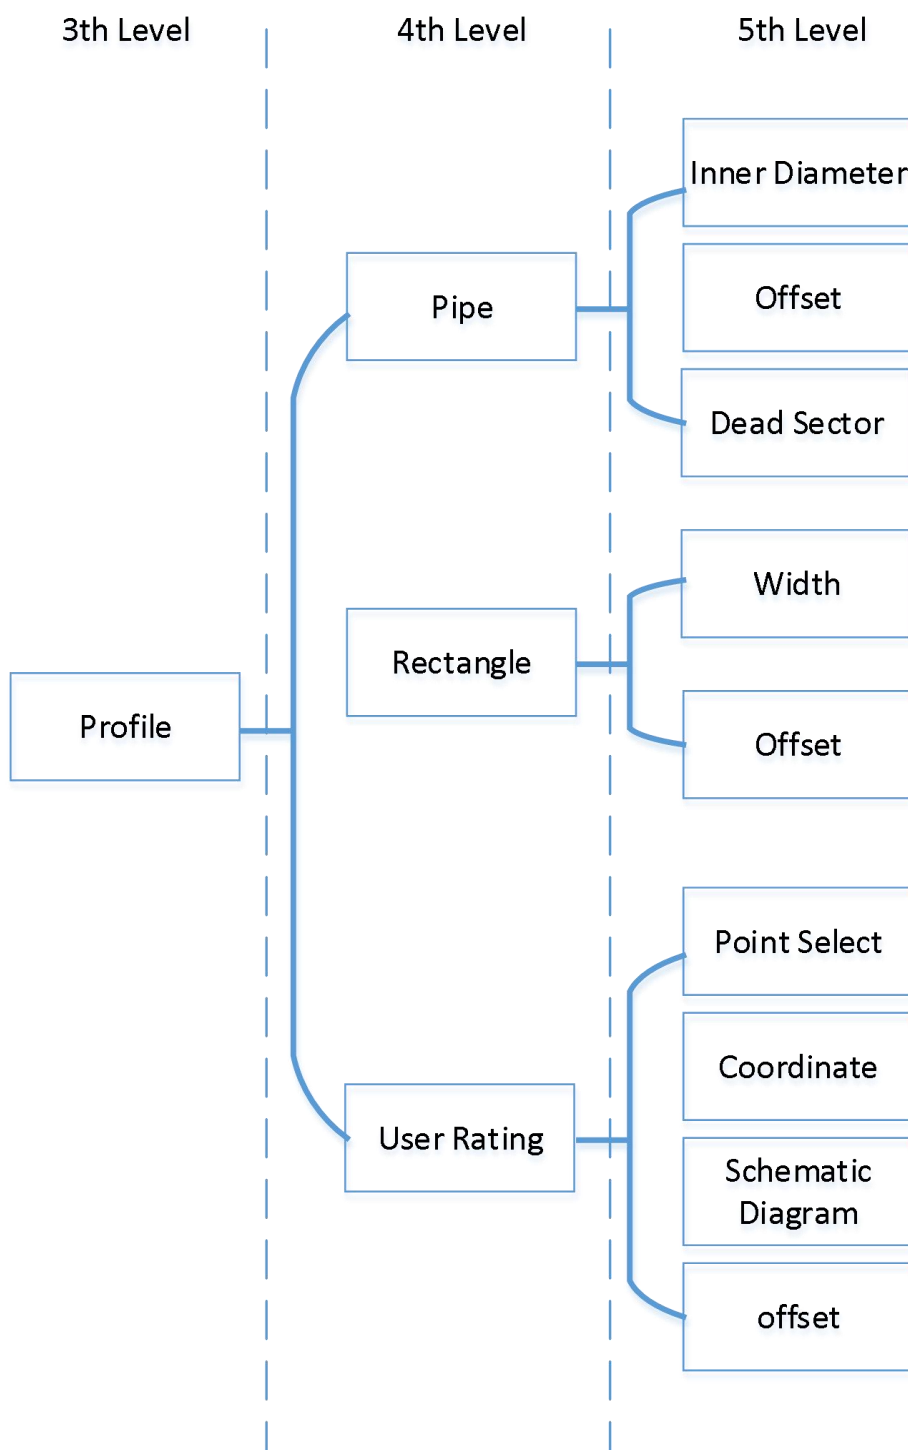 3th Level
4th Level
5th Level
Inner Diameter
Offset
Pipe
Dead Sector
Width
Rectangle
Offset
Profile
Point Select
Coordinate
User Rating
Schematic
Diagram
offset